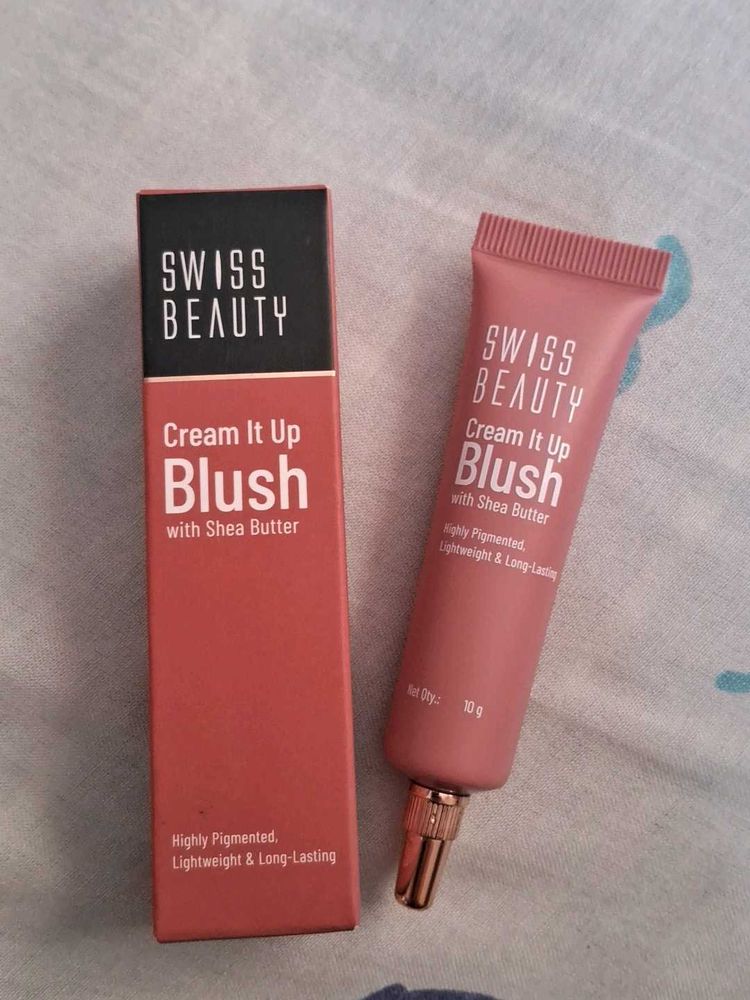 SWISS
BEAUTY
Cream It Up
Blush
with Shea Butter
Highly Pigmented,
Lightweight & Long-Lasting
SWISS
BEAUTY
Cream It Up
Blush
with Shea Butter
Highly Pigmented,
Lightweight & Long-Lasting
Net Qty.: 10 g